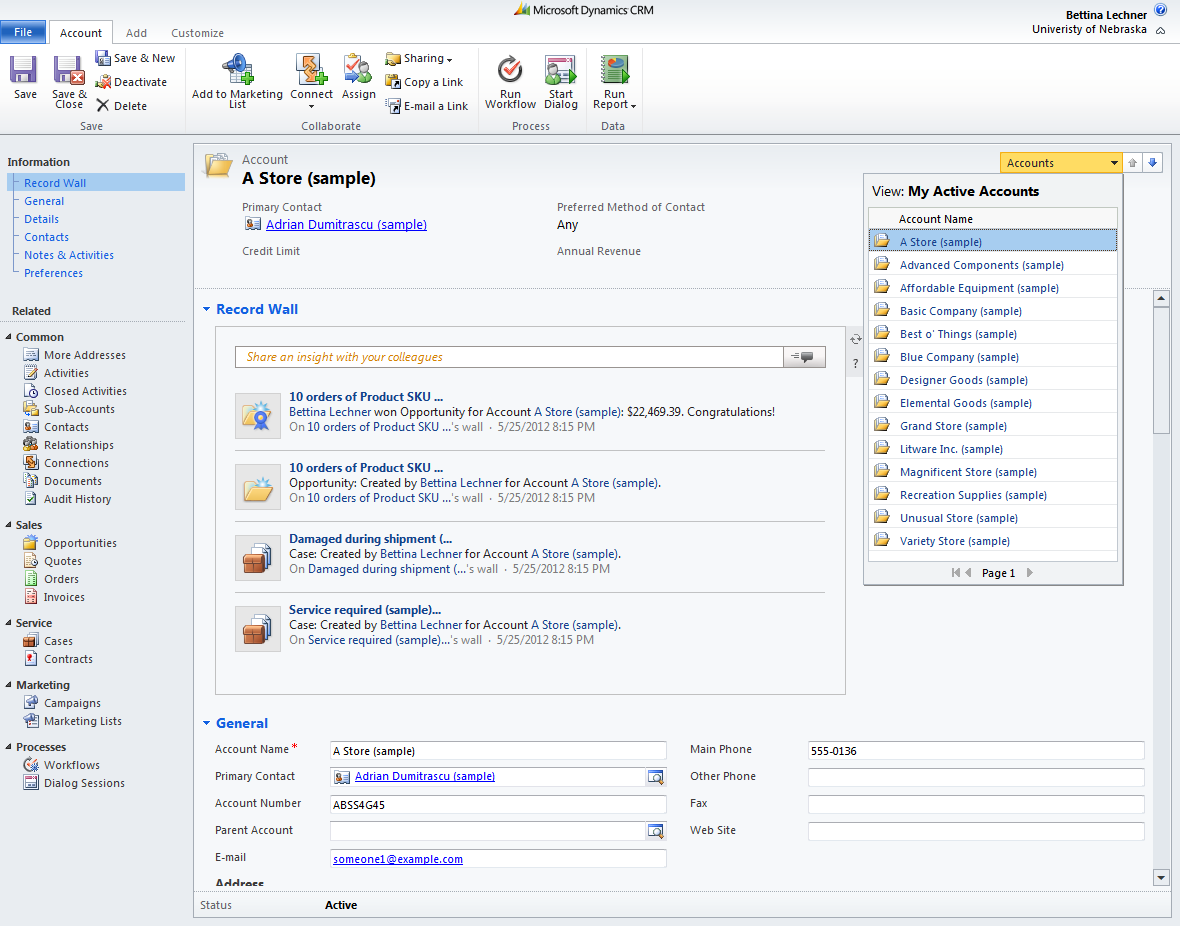 Microsoft Dynamics CRM
Bettina Lechner
Univeristy of Nebraska
File
Account
Add
Customize
Save
Save & Close
Save & New
Deactivate
Delete
Save
Add to Marketing List
Connect
Assign
Sharing
Copy a Link
E-mail a Link
Collaborate
Run Workflow
Start Dialog
Process
Run Report
Data
Information
Record Wall
General
Details
Contacts
Notes & Activities
Preferences
Related
Common
More Addresses
Activities
Closed Activities
Sub-Accounts
Contacts
Relationships
Connections
Documents
Audit History
Sales
Opportunities
Quotes
Orders
Invoices
Service
Cases
Contracts
Marketing
Campaigns
Marketing Lists
Processes
Workflows
Dialog Sessions
Account
A Store (sample)
Primary Contact
Adrian Dumitrascu (sample)
Preferred Method of Contact
Any
Credit Limit
Annual Revenue
Accounts
View: My Active Accounts
Account Name
A Store (sample)
Advanced Components (sample)
Affordable Equipment (sample)
Basic Company (sample)
Best o' Things (sample)
Blue Company (sample)
Designer Goods (sample)
Elemental Goods (sample)
Grand Store (sample)
Litware Inc. (sample)
Magnificent Store (sample)
Recreation Supplies (sample)
Unusual Store (sample)
Variety Store (sample)
Page 1
Record Wall
Share an insight with your colleagues
?
10 orders of Product SKU ...
Bettina Lechner won Opportunity for Account A Store (sample): $22,469.39. Congratulations!
On 10 orders of Product SKU ...'s wall · 5/25/2012 8:15 PM
10 orders of Product SKU ...
Opportunity: Created by Bettina Lechner for Account A Store (sample).
On 10 orders of Product SKU ...'s wall · 5/25/2012 8:15 PM
Damaged during shipment (...
Case: Created by Bettina Lechner for Account A Store (sample).
On Damaged during shipment (...'s wall · 5/25/2012 8:15 PM
Service required (sample)...
Case: Created by Bettina Lechner for Account A Store (sample).
On Service required (sample)...'s wall · 5/25/2012 8:15 PM
General
Account Name * A Store (sample)
Main Phone 555-0136
Primary Contact Adrian Dumitrascu (sample)
Other Phone
Account Number ABSS4G45
Fax
Parent Account
Web Site
E-mail someone1@example.com
Address
Status Active